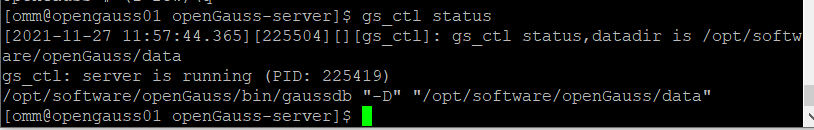 [omm@opengauss01 openGauss-server]$ gs_ctl status
[2021-11-27 11:57:44.365][225504][][gs_ctl]: gs_ctl status,datadir is /opt/softw
are/openGauss/data
gs_ctl: server is running (PID: 225419)
/opt/software/openGauss/bin/gaussdb "-D" "/opt/software/openGauss/data"
[omm@opengauss01 openGauss-server]$